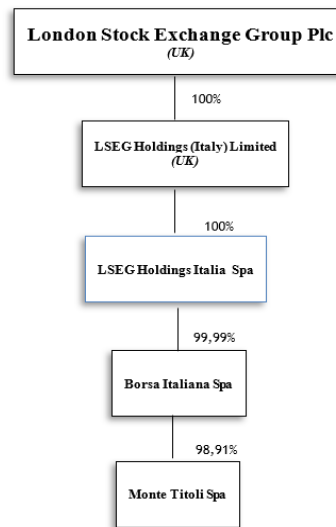 London Stock Exchange Group Plc
(UK)
100%
LSEG Holdings (Italy) Limited
(UK)
100%
LSEG Holdings Italia Spa
99,99%
Borsa Italiana Spa
98,91%
Monte Titoli Spa